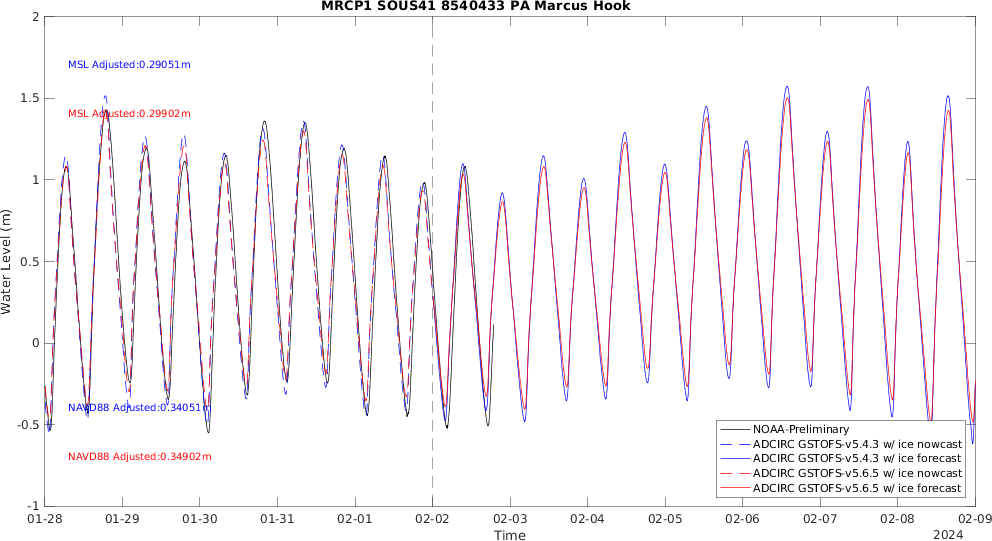 MRCP1 SOUS41 8540433 PA Marcus Hook
2
1.5
1
0.5
0
-0.5
-1
Water Level (m)
MSL Adjusted:0.29051m
MSL Adjusted:0.29902m
NAVD88 Adjusted:0.34051m
NAVD88 Adjusted:0.34902m
NOAA-Preliminary
ADCIRC GSTOFS-v5.4.3 w/ ice nowcast
ADCIRC GSTOFS-v5.4.3 w/ ice forecast
ADCIRC GSTOFS-v5.6.5 w/ ice nowcast
ADCIRC GSTOFS-v5.6.5 w/ ice forecast
01-28 01-29 01-30 01-31 02-01 02-02 02-03 02-04 02-05 02-06 02-07 02-08 02-09
Time
2024